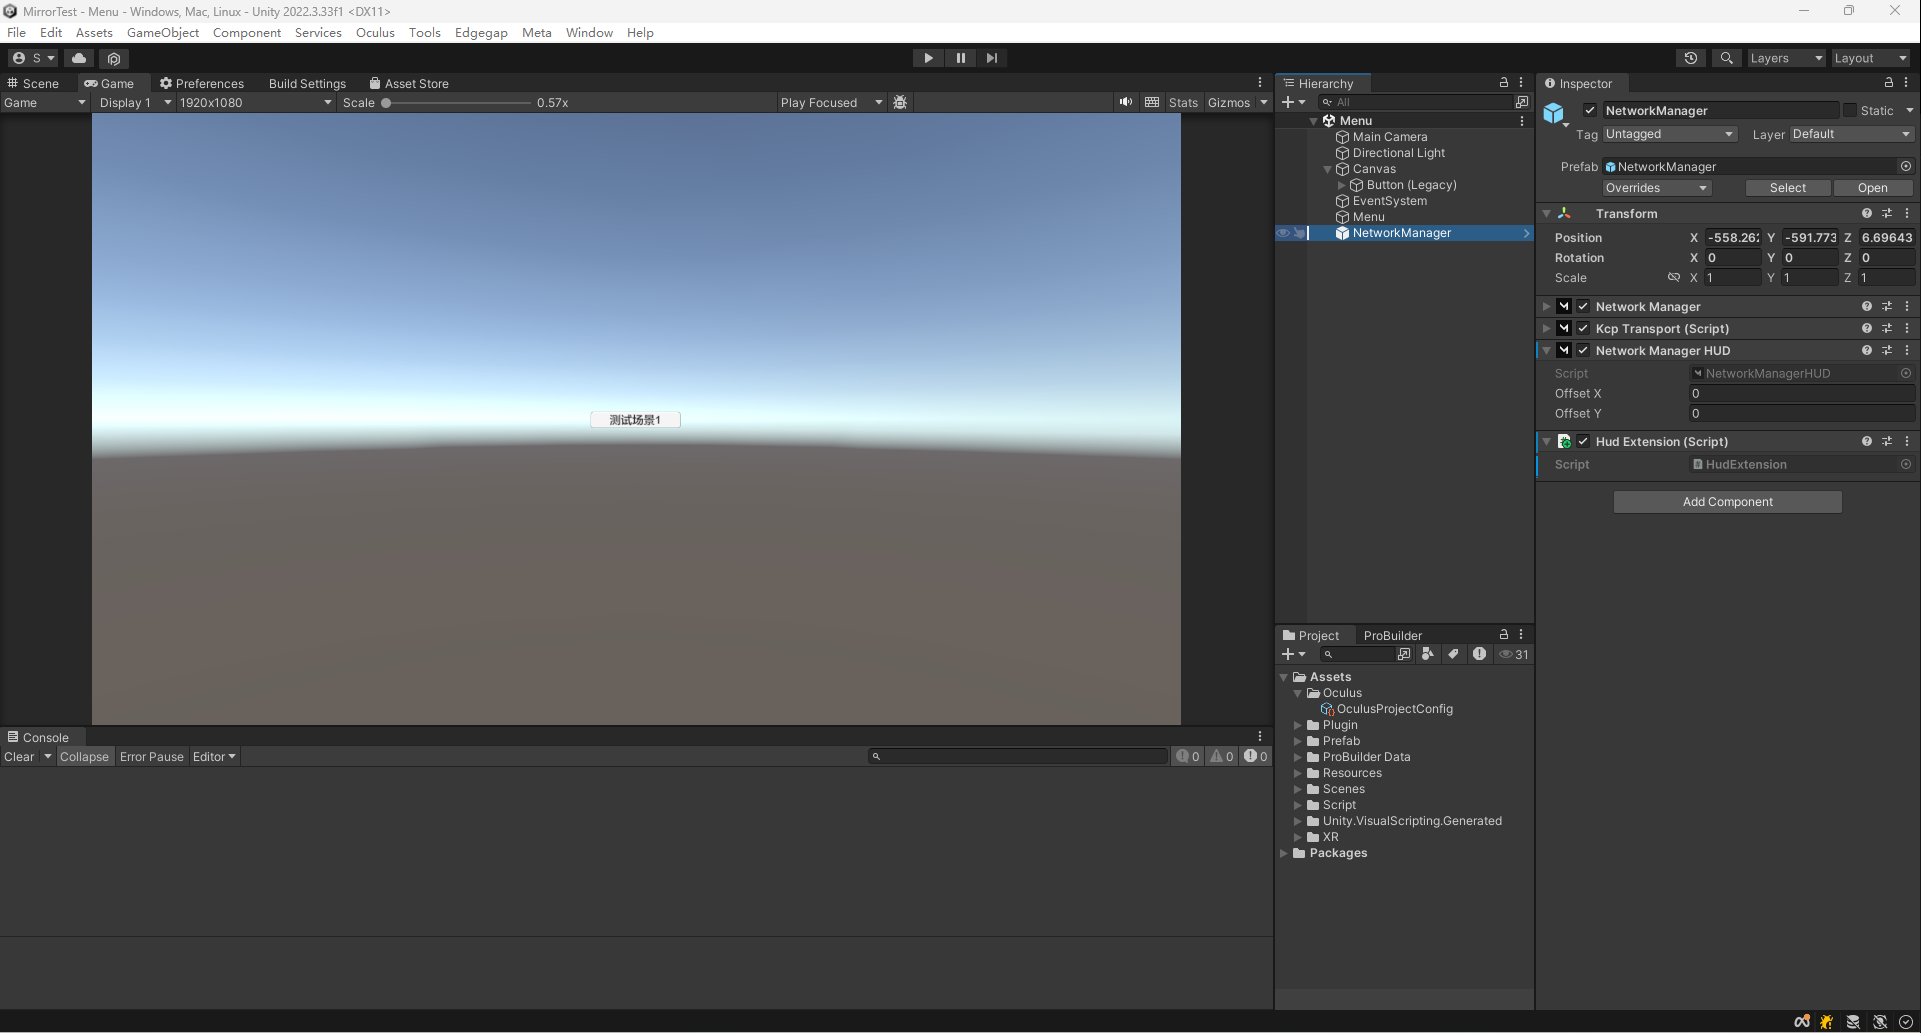 MirrorTest - Menu - Windows, Mac, Linux - Unity 2022.3.33f1 <DX11>
File Edit Assets GameObject Component Services Oculus Tools Edgegap Meta Window Help
S Layers Layout
Scene Game Preferences Build Settings Asset Store
Game Display 1 1920x1080 Scale 0.57x Play Focused Stats Gizmos
测试场景1
Console
Clear Collapse Error Pause Editor 0 0 0
Hierarchy
All
Menu
Main Camera
Directional Light
Canvas
Button (Legacy)
EventSystem
Menu
NetworkManager
Project ProBuilder
31
Assets
Oculus
OculusProjectConfig
Plugin
Prefab
ProBuilder Data
Resources
Scenes
Script
Unity.VisualScripting.Generated
XR
Packages
Inspector
NetworkManager Static
Tag Untagged Layer Default
Prefab NetworkManager
Overrides Select Open
Transform
Position X -558.262 Y -591.773 Z 6.69643
Rotation X 0 Y 0 Z 0
Scale X 1 Y 1 Z 1
Network Manager
Kcp Transport (Script)
Network Manager HUD
Script NetworkManagerHUD
Offset X 0
Offset Y 0
Hud Extension (Script)
Script HudExtension
Add Component